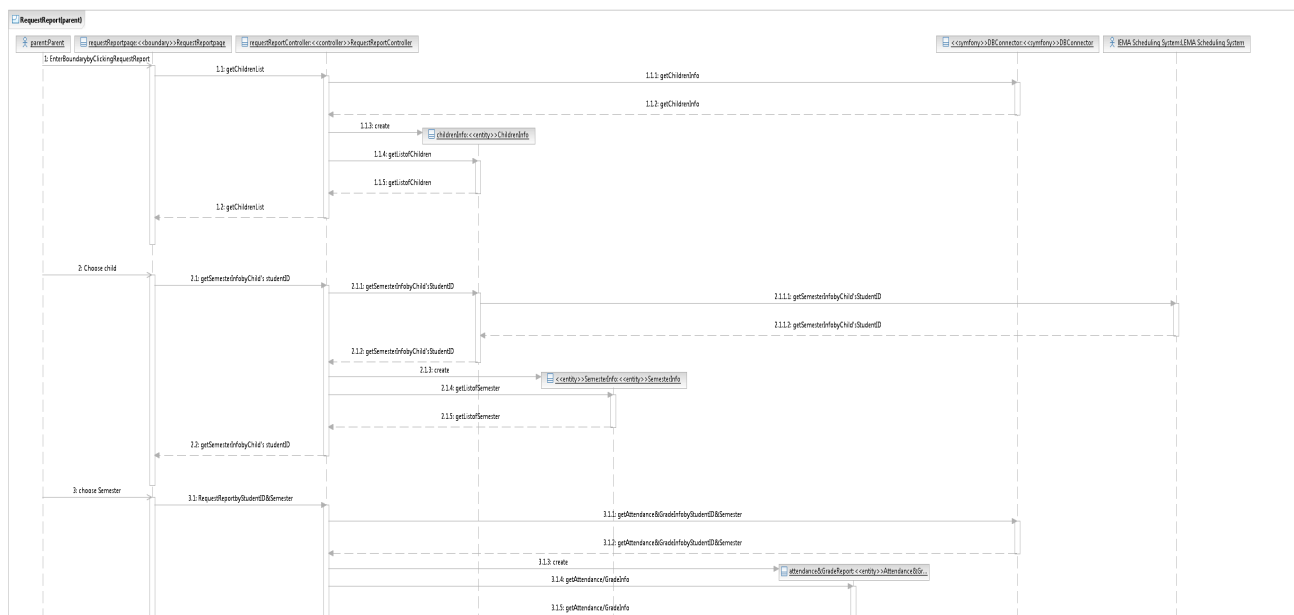 RequestReport(parent)
parent:Parent
requestReportpage:<<boundary>>RequestReportpage
requestReportController:<<controller>>RequestReportController
<<symfony>>DBConnector:<<symfony>>DBConnector
IEMA Scheduling System:IEMA Scheduling System
1: EnterBoundarybyClickingRequestReport
1.1: getChildrenList
1.1.1: getChildrenInfo
1.1.2: getChildrenInfo
1.1.3: create
childrenInfo:<<entity>>ChildrenInfo
1.1.4: getListofChildren
1.1.5: getListofChildren
1.2: getChildrenList
2: Choose child
2.1: getSemesterInfobyChild's studentID
2.1.1: getSemesterInfobyChild'sStudentID
2.1.1.1: getSemesterInfobyChild'sStudentID
2.1.1.2: getSemesterInfobyChild'sStudentID
2.1.2: getSemesterInfobyChild'sStudentID
2.1.3: create
<<entity>>SemesterInfo:<<entity>>SemesterInfo
2.1.4: getListofSemester
2.1.5: getListofSemester
2.2: getSemesterInfobyChild's studentID
3: choose Semester
3.1: RequestReportbyStudentID&Semester
3.1.1: getAttendance&GradeInfobyStudentID&Semester
3.1.2: getAttendance&GradeInfobyStudentID&Semester
3.1.3: create
attendance&GradeReport:<<entity>>Attendance&Gr...
3.1.4: getAttendance/GradeInfo
3.1.5: getAttendance/GradeInfo